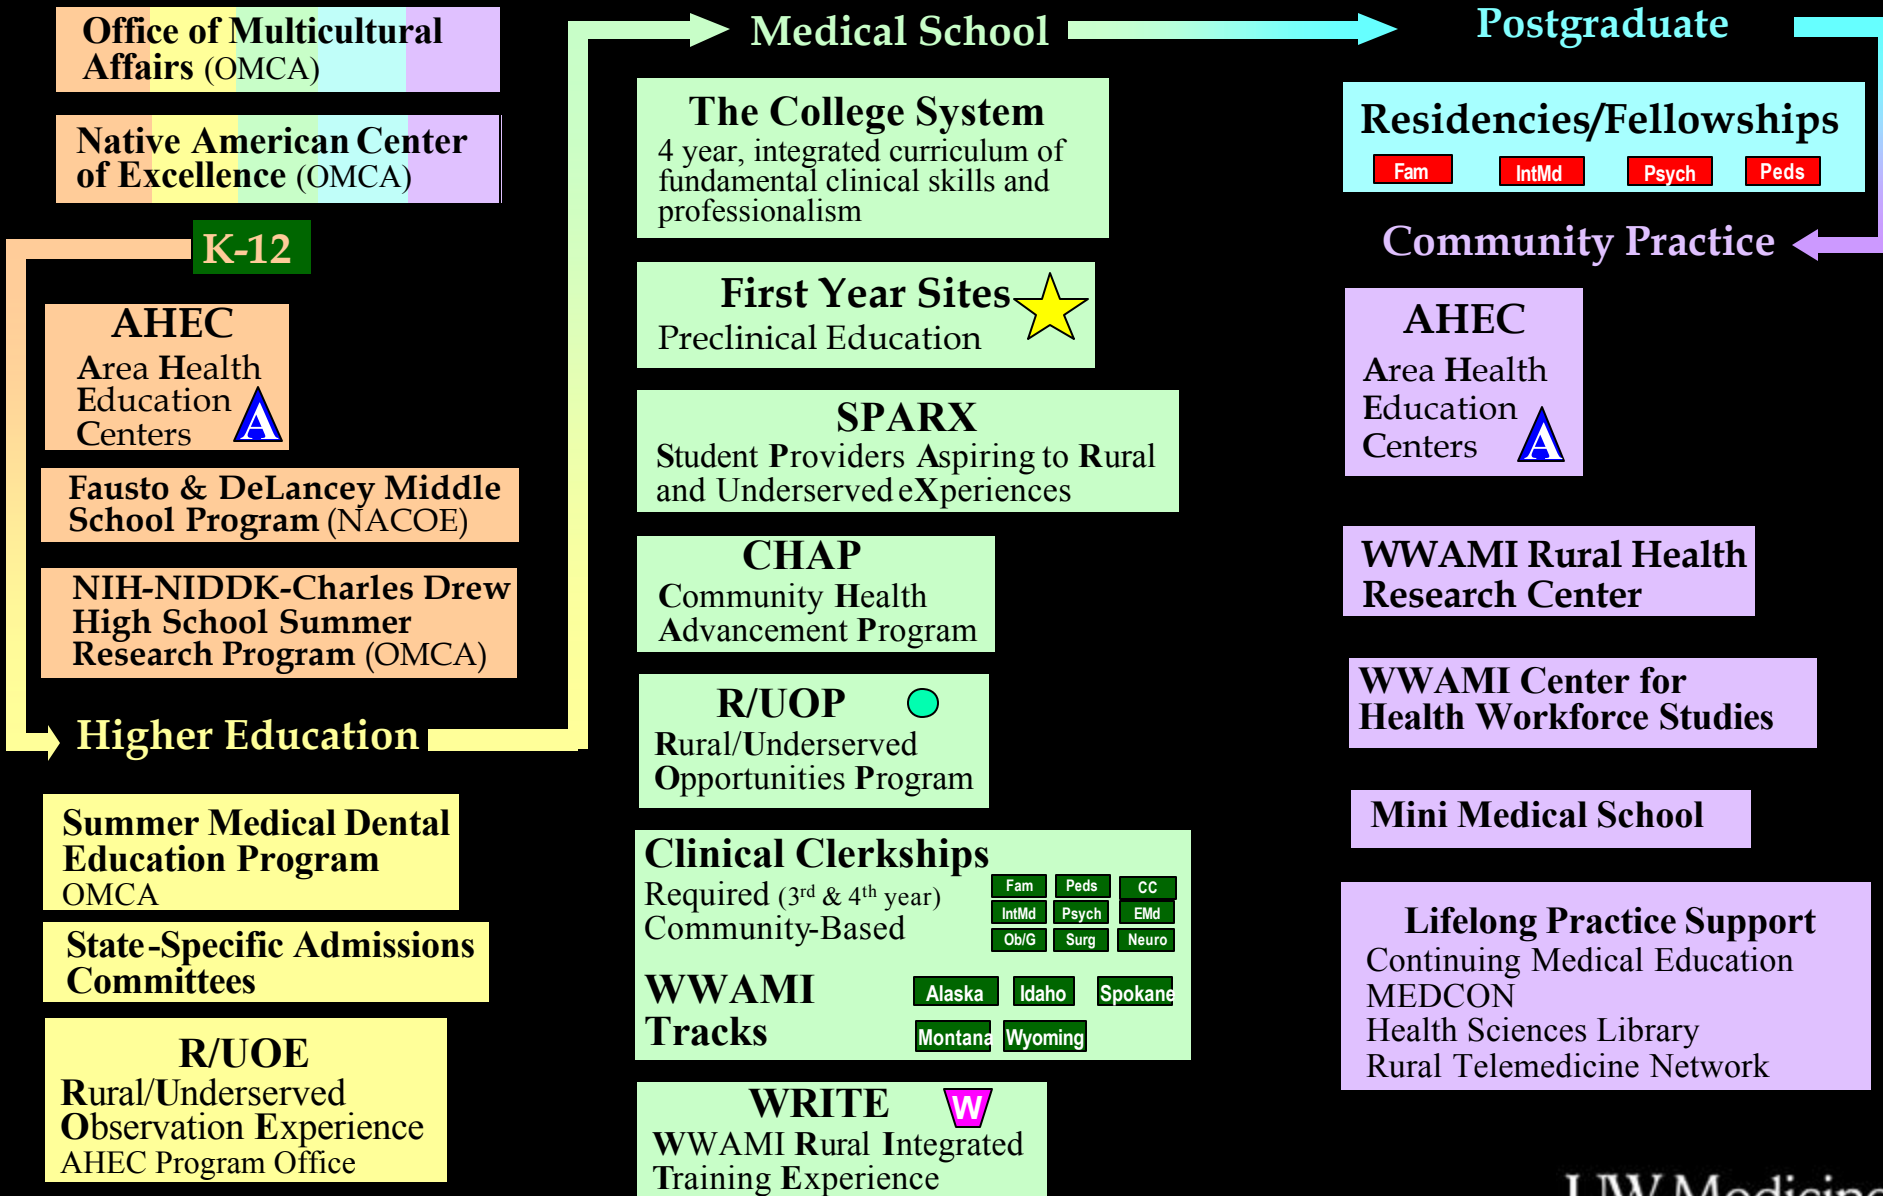 Office of Multicultural
Affairs (OMCA)
Native American Center
of Excellence (OMCA)
K-12
AHEC
Area Health
Education
Centers
A
Fausto & DeLancey Middle
School Program (NACOE)
NIH-NIDDK-Charles Drew
High School Summer
Research Program (OMCA)
Higher Education
Summer Medical Dental
Education Program
OMCA
State-Specific Admissions
Committees
R/UOE
Rural/Underserved
Observation Experience
AHEC Program Office
Medical School
The College System
4 year, integrated curriculum of
fundamental clinical skills and
professionalism
First Year Sites
Preclinical Education
SPARX
Student Providers Aspiring to Rural
and Underserved eXperiences
CHAP
Community Health
Advancement Program
R/UOP
Rural/Underserved
Opportunities Program
Clinical Clerkships
Required (3rd & 4th year)
Community-Based
Fam Peds CC
IntMd Psych EMd
Ob/G Surg Neuro
WWAMI
Tracks
Alaska Idaho Spokane
Montana Wyoming
WRITE W
WWAMI Rural Integrated
Training Experience
Postgraduate
Residencies/Fellowships
Fam IntMd Psych Peds
Community Practice
AHEC
Area Health
Education
Centers
A
WWAMI Rural Health
Research Center
WWAMI Center for
Health Workforce Studies
Mini Medical School
Lifelong Practice Support
Continuing Medical Education
MEDCON
Health Sciences Library
Rural Telemedicine Network
UW Medicine